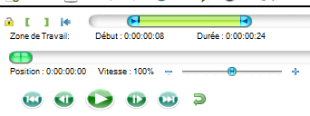 Zone de Travail: Début : 0:00:00:08 Durée : 0:00:00:24
Position : 0:00:00:00 Vitesse : 100%